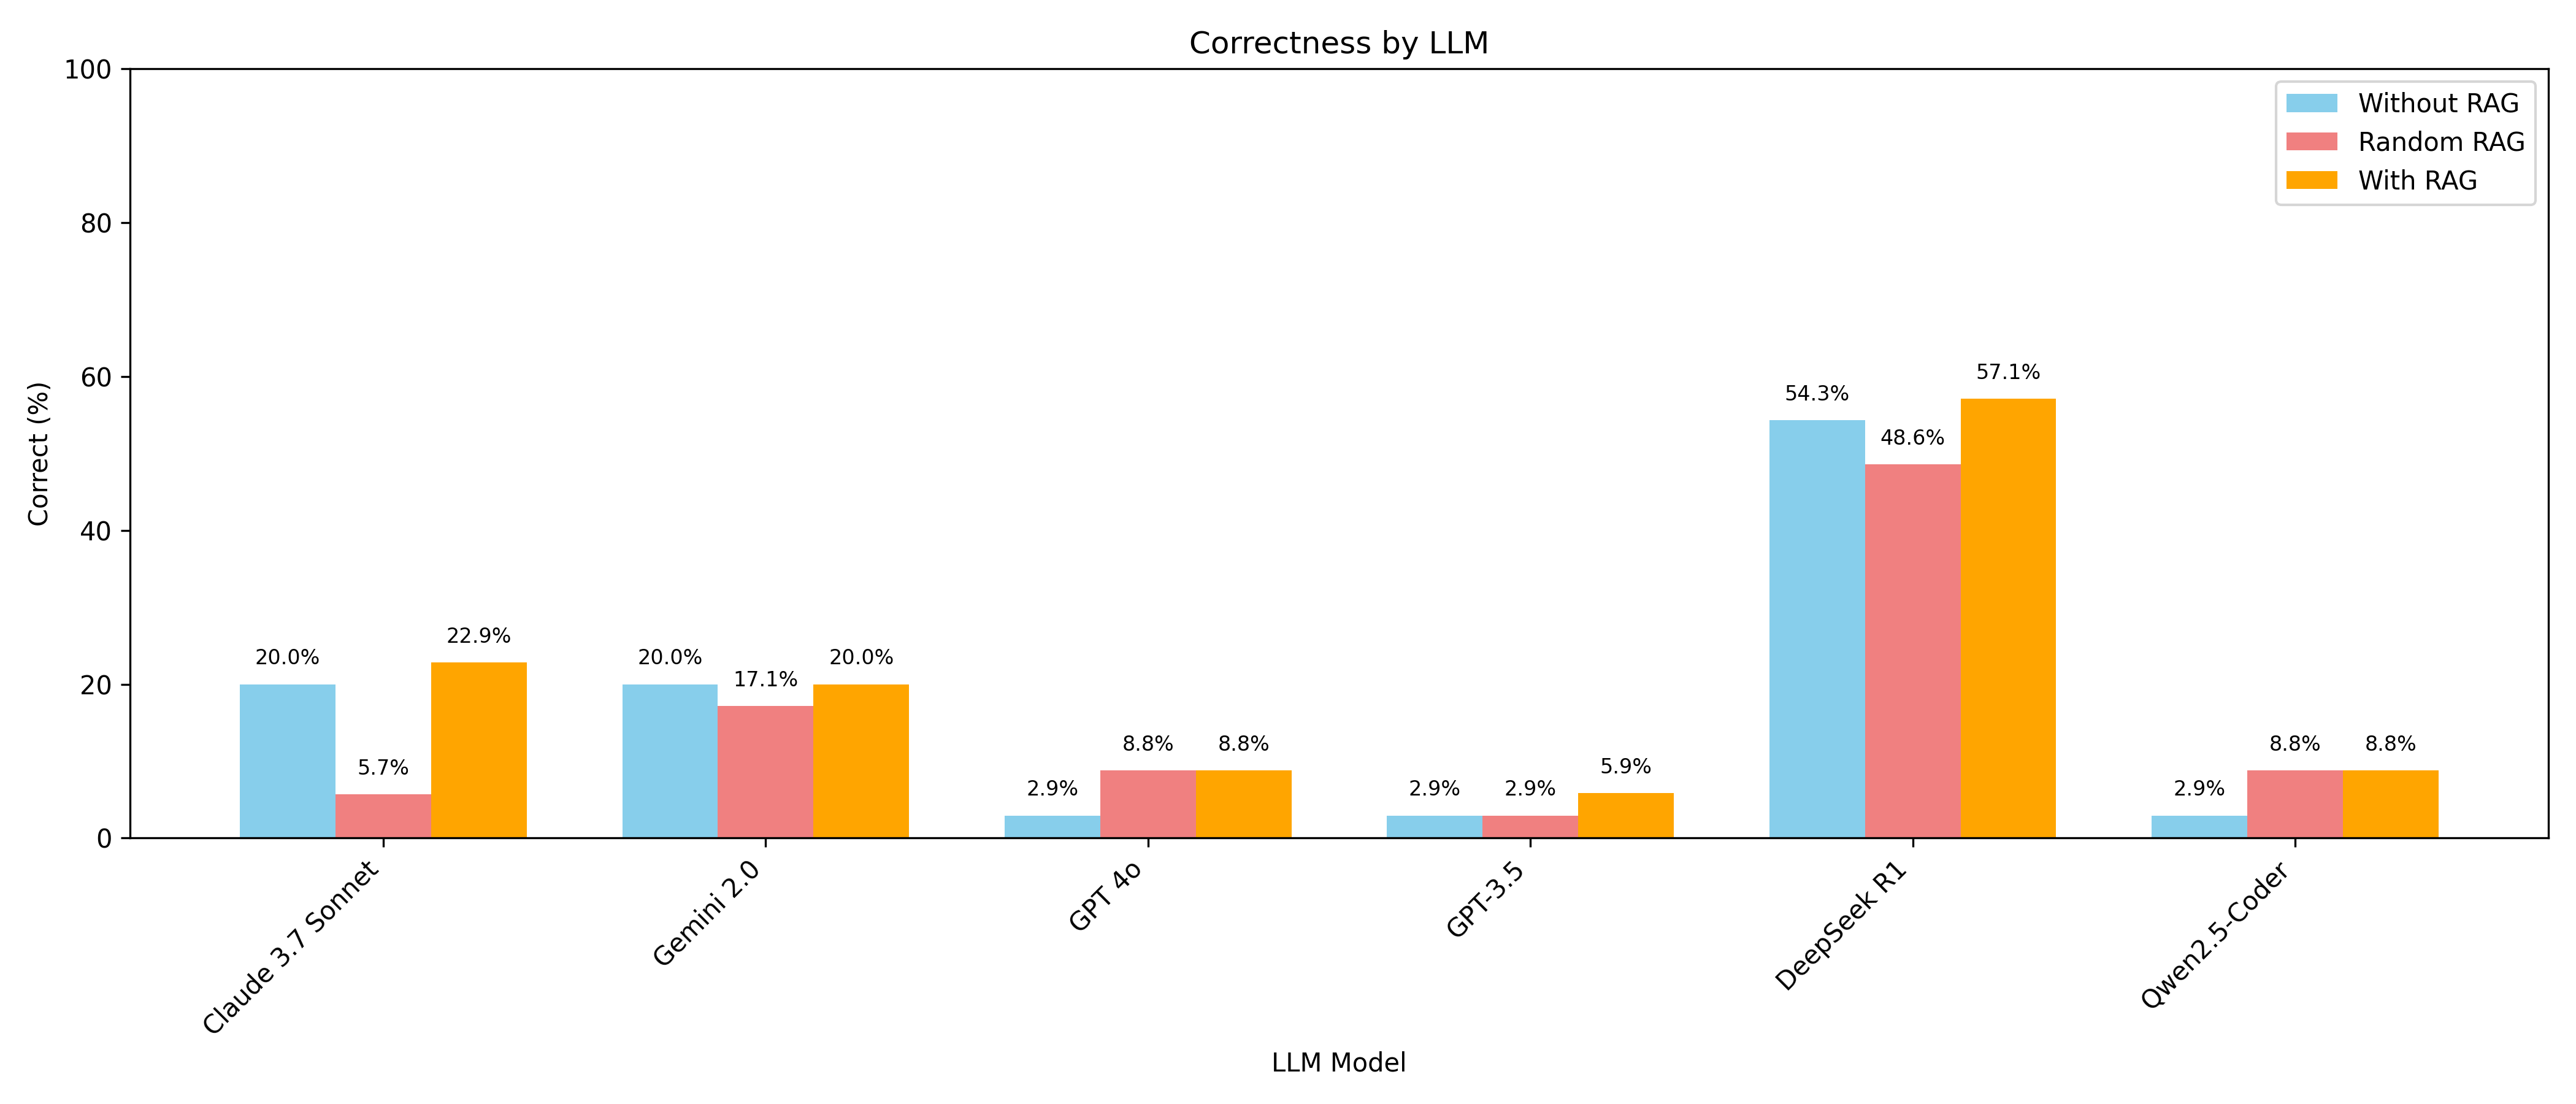 Correctness by LLM
100
80
60
40
20
0
Correct (%)
Without RAG
Random RAG
With RAG
20.0%
5.7%
22.9%
20.0%
17.1%
20.0%
2.9%
8.8%
8.8%
2.9%
2.9%
5.9%
54.3%
48.6%
57.1%
2.9%
8.8%
8.8%
Claude 3.7 Sonnet
Gemini 2.0
GPT 4o
GPT-3.5
DeepSeek R1
Qwen2.5-Coder
LLM Model